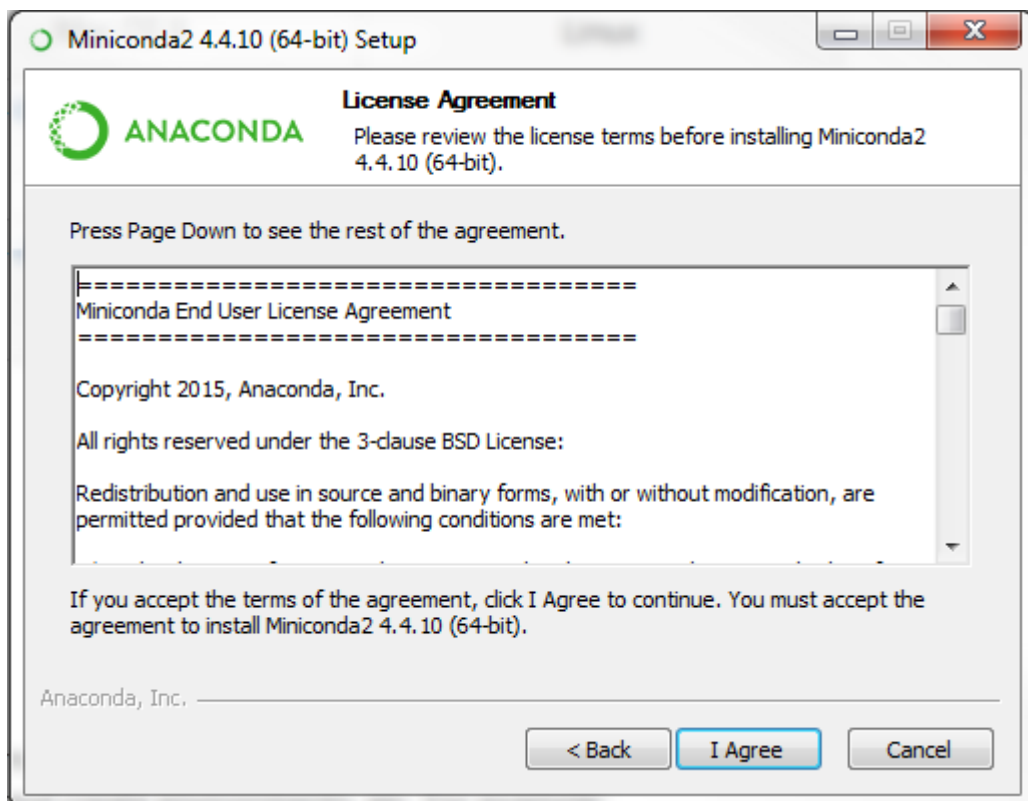 Miniconda2 4.4.10 (64-bit) Setup
ANACONDA
License Agreement
Please review the license terms before installing Miniconda2
4.4.10 (64-bit).
Press Page Down to see the rest of the agreement.
===================================
Miniconda End User License Agreement
===================================
Copyright 2015, Anaconda, Inc.
All rights reserved under the 3-clause BSD License:
Redistribution and use in source and binary forms, with or without modification, are
permitted provided that the following conditions are met:
If you accept the terms of the agreement, click I Agree to continue. You must accept the
agreement to install Miniconda2 4.4.10 (64-bit).
Anaconda, Inc.
< Back
I Agree
Cancel